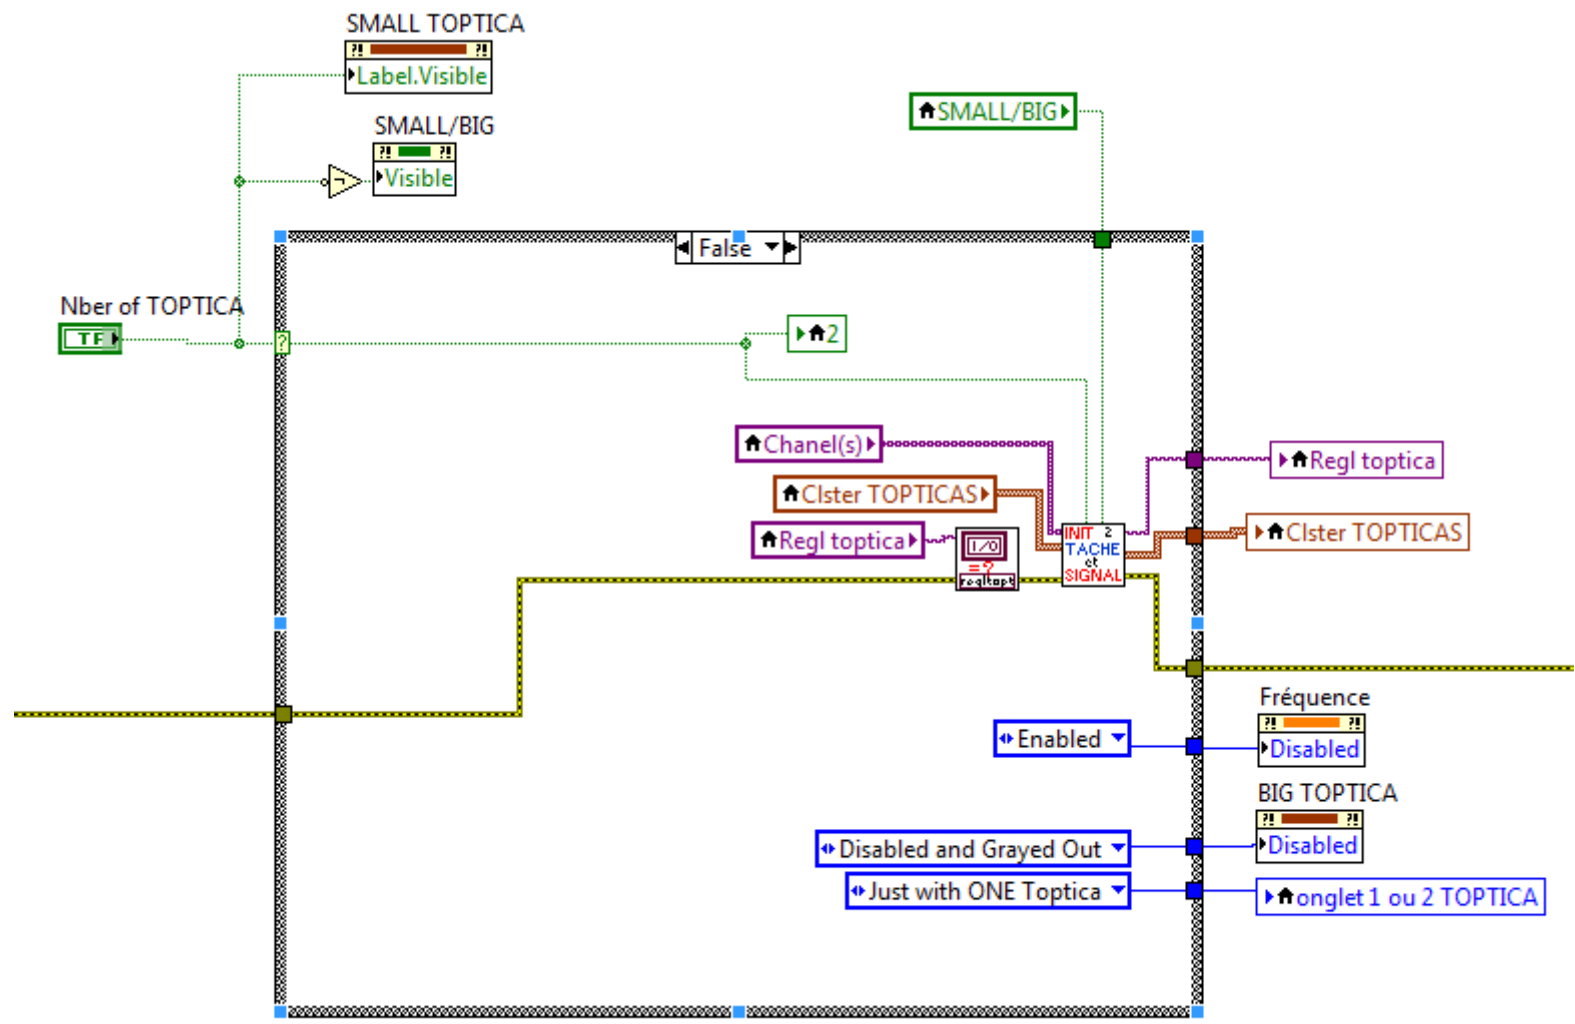 SMALL TOPTICA
?! ?!
Label.Visible
SMALL/BIG
?! ?!
Visible
SMALL/BIG
False
Nber of TOPTICA
TF
?
2
Chanel(s)
Regl toptica
Clster TOPTICAS
Regl toptica
I/O
=?
regltopt
INIT 2
TACHE
et
SIGNAL
Clster TOPTICAS
Fréquence
?! ?!
Enabled
Disabled
BIG TOPTICA
?! ?!
Disabled and Grayed Out
Disabled
Just with ONE Toptica
onglet 1 ou 2 TOPTICA